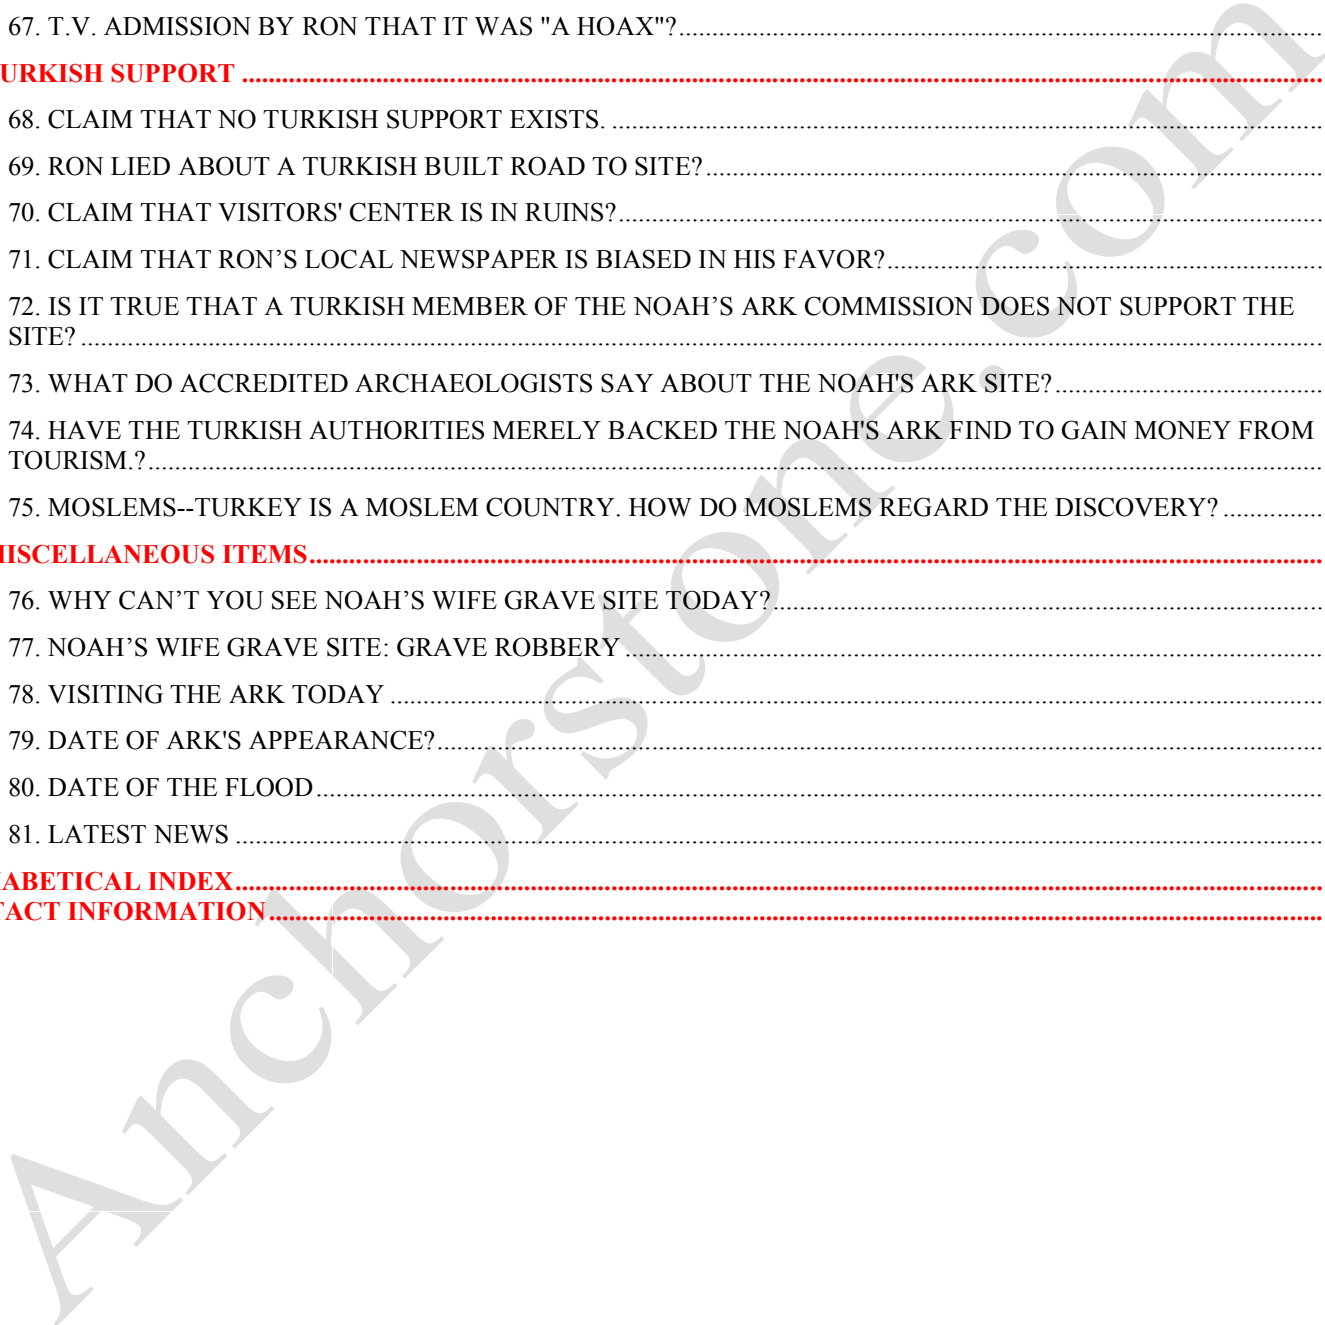 67. T.V. ADMISSION BY RON THAT IT WAS "A HOAX"?
URKISH SUPPORT
68. CLAIM THAT NO TURKISH SUPPORT EXISTS.
69. RON LIED ABOUT A TURKISH BUILT ROAD TO SITE?
70. CLAIM THAT VISITORS' CENTER IS IN RUINS?
71. CLAIM THAT RON’S LOCAL NEWSPAPER IS BIASED IN HIS FAVOR?
72. IS IT TRUE THAT A TURKISH MEMBER OF THE NOAH’S ARK COMMISSION DOES NOT SUPPORT THE
SITE?
73. WHAT DO ACCREDITED ARCHAEOLOGISTS SAY ABOUT THE NOAH'S ARK SITE?
74. HAVE THE TURKISH AUTHORITIES MERELY BACKED THE NOAH'S ARK FIND TO GAIN MONEY FROM
TOURISM.?
75. MOSLEMS--TURKEY IS A MOSLEM COUNTRY. HOW DO MOSLEMS REGARD THE DISCOVERY?
MISCELLANEOUS ITEMS
76. WHY CAN’T YOU SEE NOAH’S WIFE GRAVE SITE TODAY?
77. NOAH’S WIFE GRAVE SITE: GRAVE ROBBERY
78. VISITING THE ARK TODAY
79. DATE OF ARK'S APPEARANCE?
80. DATE OF THE FLOOD
81. LATEST NEWS
HABETICAL INDEX
TACT INFORMATION
Anchorstone.com